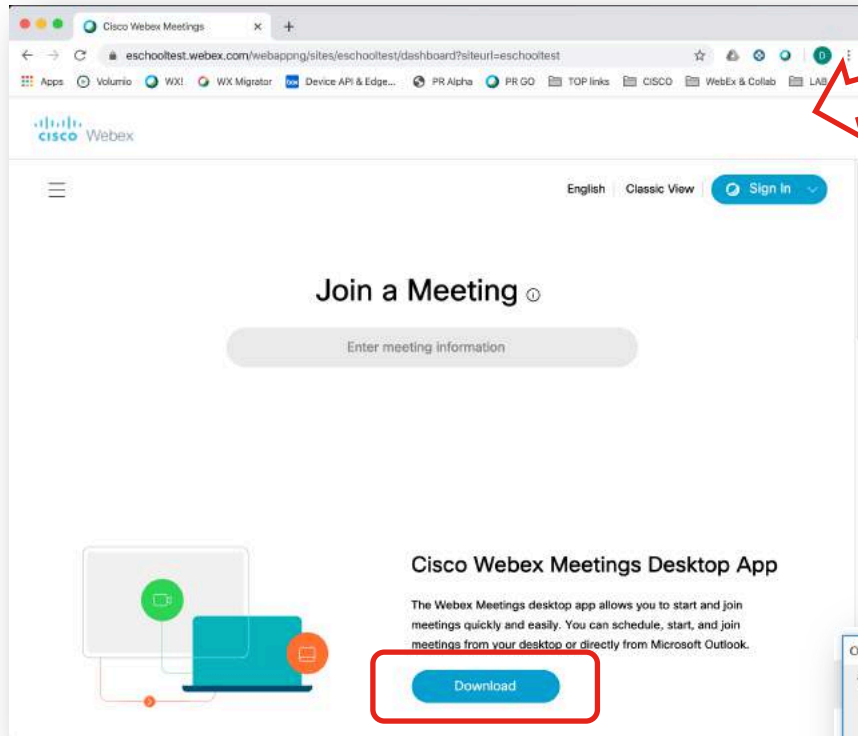 Cisco Webex Meetings
eschooltest.webex.com/webappng/sites/eschooltest/dashboard?siteurl=eschooltest
D
Apps Volumio WX! WX Migrator Device API & Edge... PR Alpha PR GO TOP links CISCO WebEx & Collab LAB
CISCO Webex
English Classic View Sign In
Join a Meeting
Enter meeting information
Cisco Webex Meetings Desktop App
The Webex Meetings desktop app allows you to start and join
meetings quickly and easily. You can schedule, start, and join
meetings from your desktop or directly from Microsoft Outlook.
Download